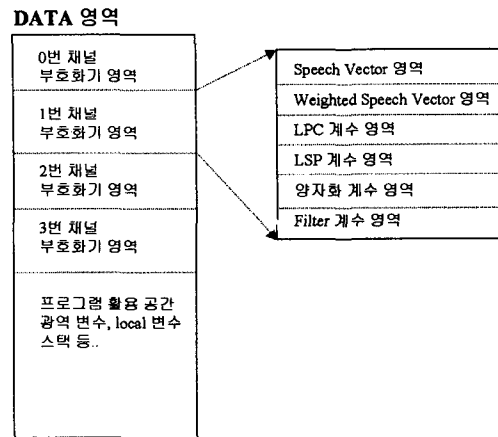 DATA 영역
0번 채널
부호화기 영역
1번 채널
부호화기 영역
2번 채널
부호화기 영역
3번 채널
부호화기 영역
프로그램 활용 공간
광역 변수, local 변수
스택 등..
Speech Vector 영역
Weighted Speech Vector 영역
LPC 계수 영역
LSP 계수 영역
양자화 계수 영역
Filter 계수 영역